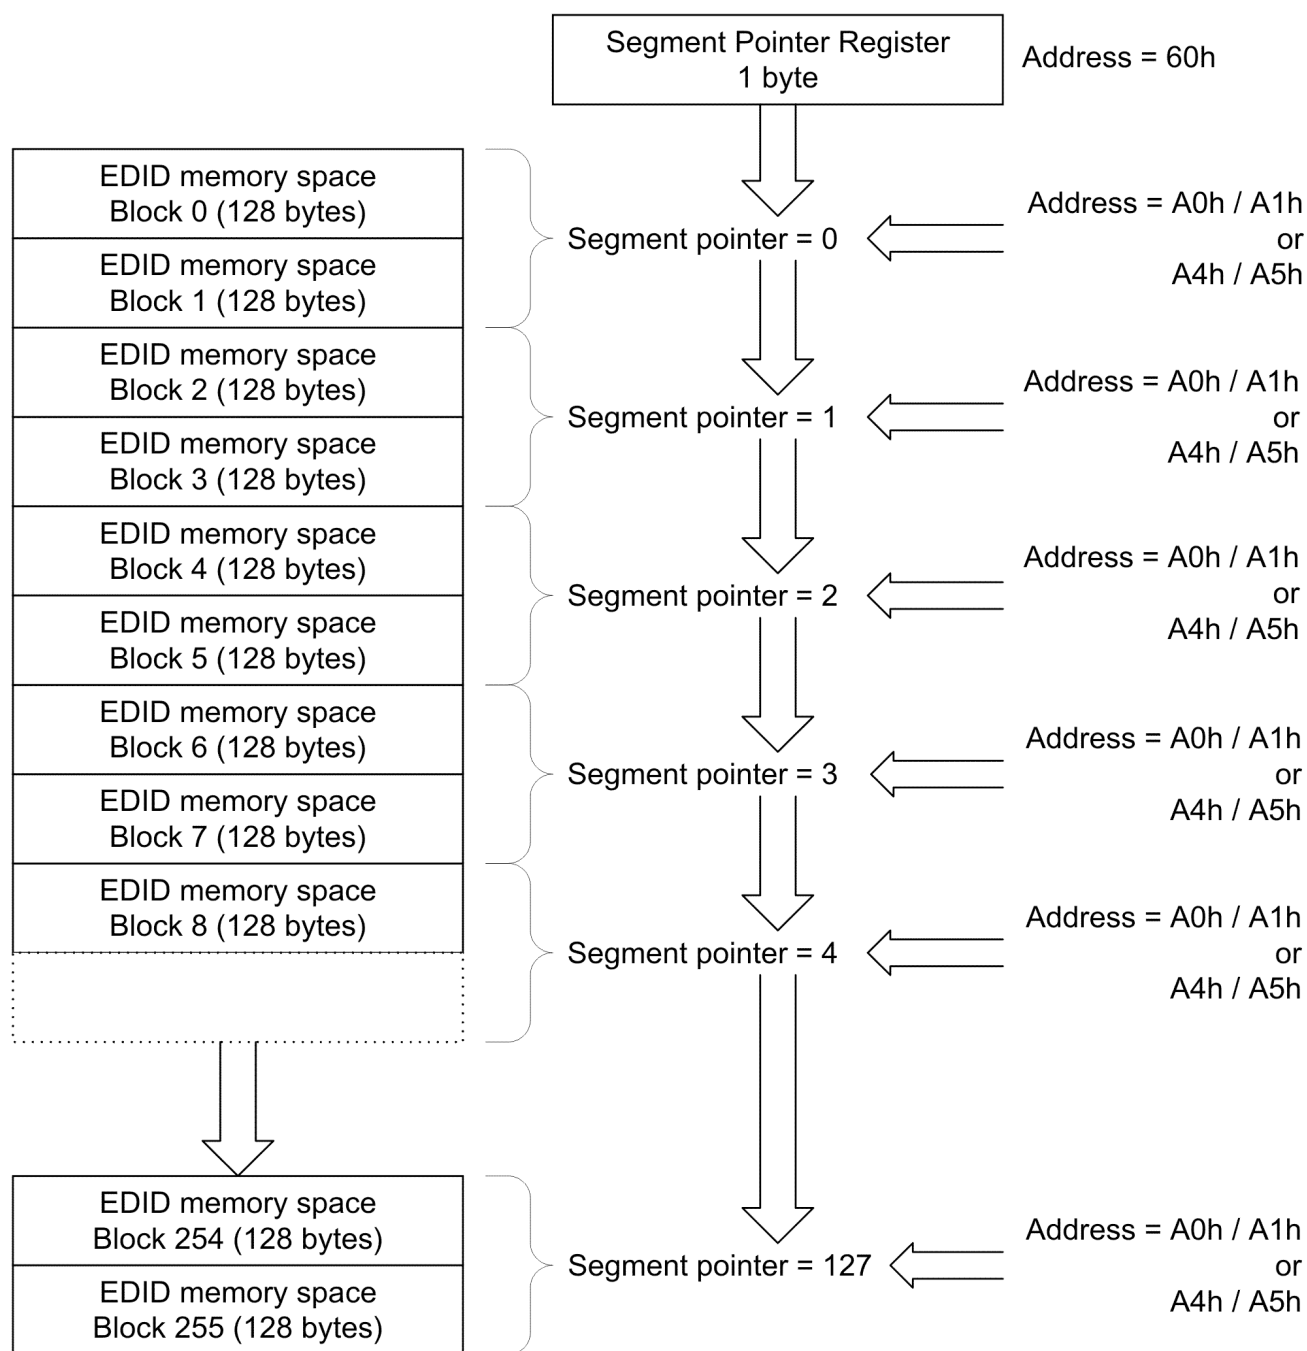 Segment Pointer Register
1 byte
Address = 60h
EDID memory space
Block 0 (128 bytes)
EDID memory space
Block 1 (128 bytes)
Segment pointer = 0
Address = A0h / A1h
or
A4h / A5h
EDID memory space
Block 2 (128 bytes)
EDID memory space
Block 3 (128 bytes)
Segment pointer = 1
Address = A0h / A1h
or
A4h / A5h
EDID memory space
Block 4 (128 bytes)
EDID memory space
Block 5 (128 bytes)
Segment pointer = 2
Address = A0h / A1h
or
A4h / A5h
EDID memory space
Block 6 (128 bytes)
EDID memory space
Block 7 (128 bytes)
Segment pointer = 3
Address = A0h / A1h
or
A4h / A5h
EDID memory space
Block 8 (128 bytes)
Segment pointer = 4
Address = A0h / A1h
or
A4h / A5h
EDID memory space
Block 254 (128 bytes)
EDID memory space
Block 255 (128 bytes)
Segment pointer = 127
Address = A0h / A1h
or
A4h / A5h